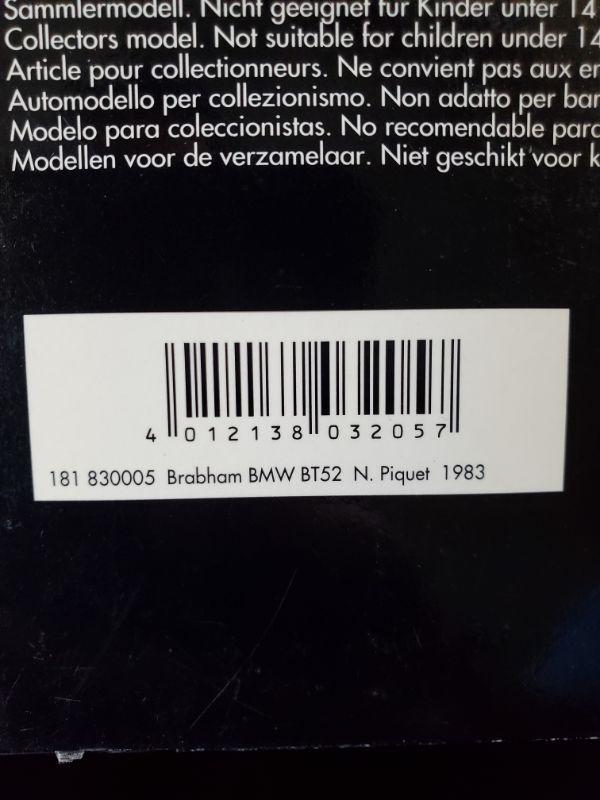 Sammlermodell. Nicht geeignet für Kinder unter 14
Collectors model. Not suitable for children under 14
Article pour collectionneurs. Ne convient pas aux en
Automodello per collezionismo. Non adatto per bam
Modelo para coleccionistas. No recomendable para
Modellen voor de verzamelaar. Niet geschikt voor k
4 012138 032057
181 830005 Brabham BMW BT52 N. Piquet 1983